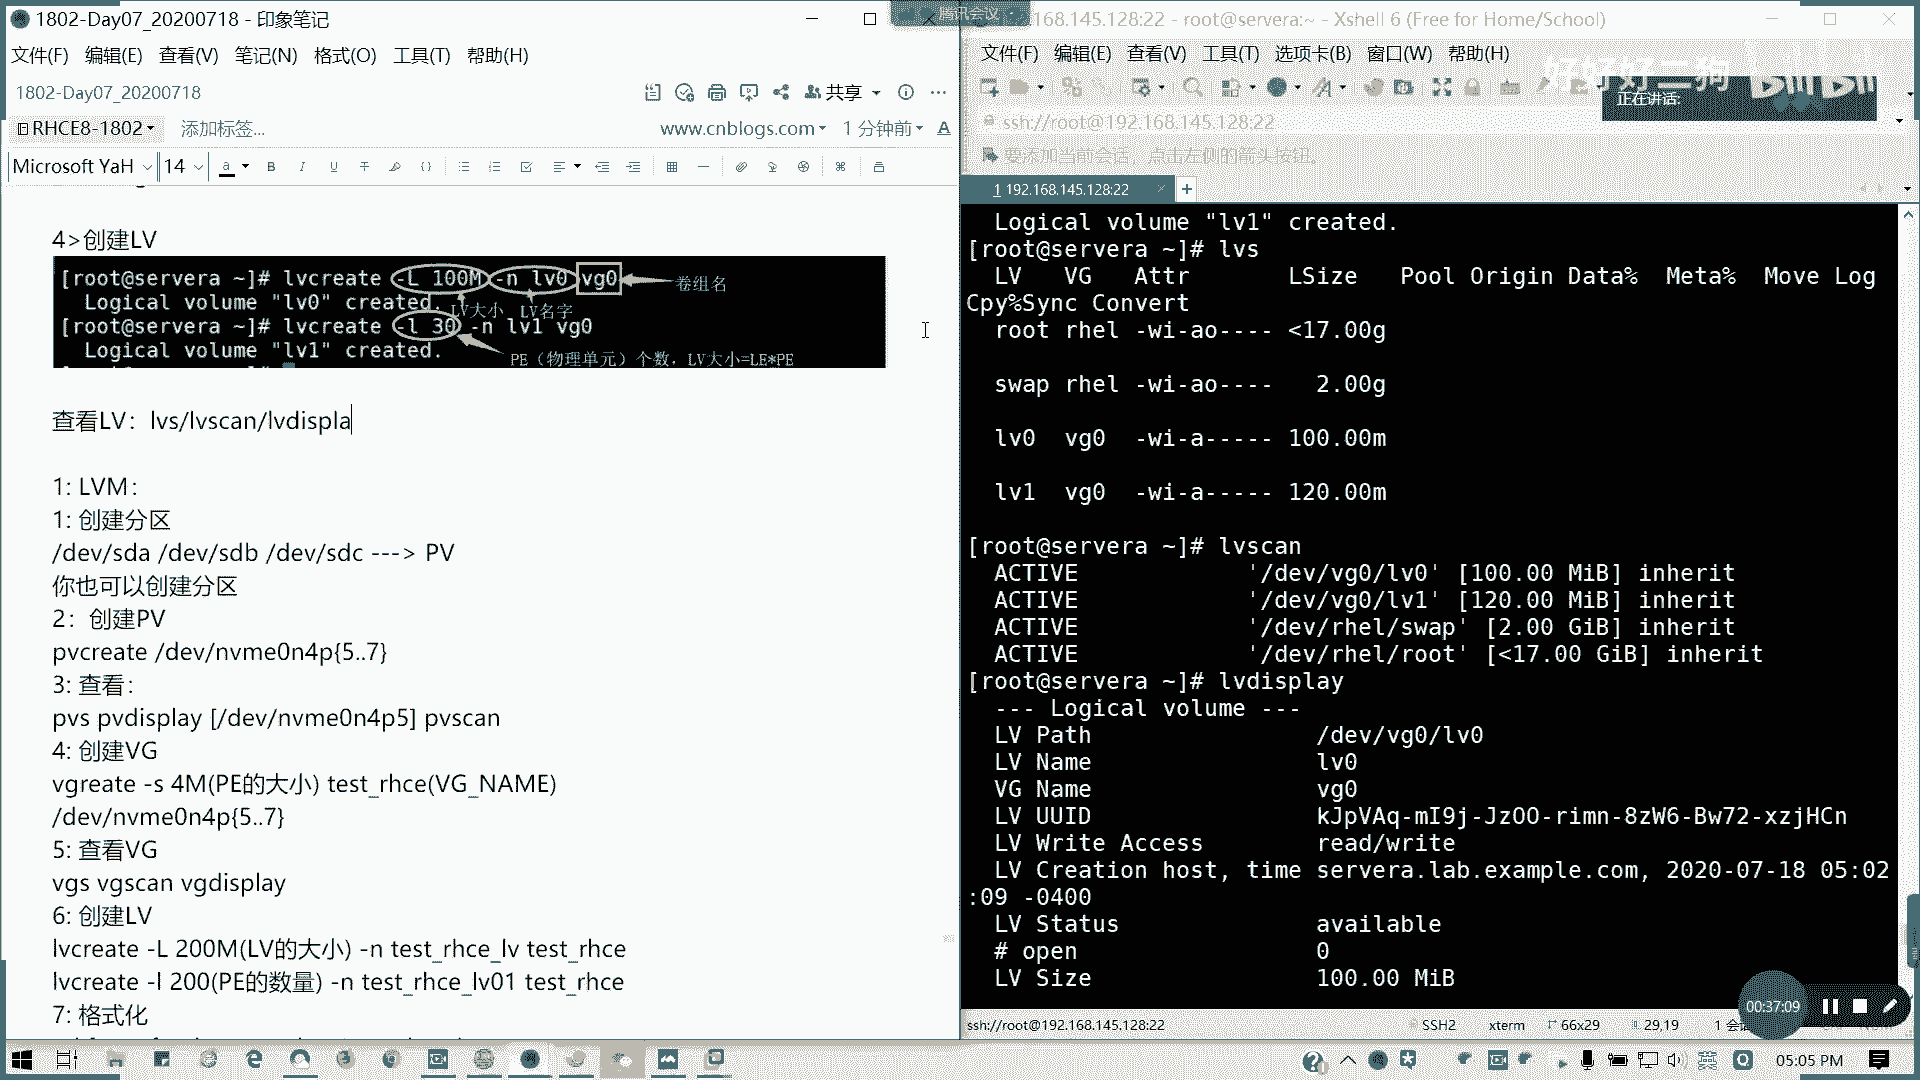 1802-Day07_20200718 - 印象笔记
文件(F) 编辑(E) 查看(V) 笔记(N) 格式(O) 工具(T) 帮助(H)
1802-Day07_20200718
共享
RHCE8-1802
添加标签...
www.cnblogs.com
1 分钟前
Microsoft YaH
14
4>创建LV
[root@servera ~]# lvcreate -L 100M -n lv0 vg0
卷组名
Logical volume "lv0" created.
LV大小 LV名字
[root@servera ~]# lvcreate -l 30 -n lv1 vg0
Logical volume "lv1" created.
PE（物理单元）个数，LV大小=LE*PE
查看LV：lvs/lvscan/lvdispla
1: LVM：
1: 创建分区
/dev/sda /dev/sdb /dev/sdc ---> PV
你也可以创建分区
2：创建PV
pvcreate /dev/nvme0n4p{5..7}
3: 查看：
pvs pvdisplay [/dev/nvme0n4p5] pvscan
4: 创建VG
vgreate -s 4M(PE的大小) test_rhce(VG_NAME)
/dev/nvme0n4p{5..7}
5: 查看VG
vgs vgscan vgdisplay
6: 创建LV
lvcreate -L 200M(LV的大小) -n test_rhce_lv test_rhce
lvcreate -l 200(PE的数量) -n test_rhce_lv01 test_rhce
7: 格式化
腾讯会议
168.145.128:22 - root@servera:~ - Xshell 6 (Free for Home/School)
文件(F) 编辑(E) 查看(V) 工具(T) 选项卡(B) 窗口(W) 帮助(H)
好好好二狗
正在讲话:
ssh://root@192.168.145.128:22
要添加当前会话，点击左侧的箭头按钮。
1 192.168.145.128:22
Logical volume "lv1" created.
[root@servera ~]# lvs
LV VG Attr LSize Pool Origin Data% Meta% Move Log
Cpy%Sync Convert
root rhel -wi-ao---- <17.00g
swap rhel -wi-ao---- 2.00g
lv0 vg0 -wi-a----- 100.00m
lv1 vg0 -wi-a----- 120.00m
[root@servera ~]# lvscan
ACTIVE '/dev/vg0/lv0' [100.00 MiB] inherit
ACTIVE '/dev/vg0/lv1' [120.00 MiB] inherit
ACTIVE '/dev/rhel/swap' [2.00 GiB] inherit
ACTIVE '/dev/rhel/root' [<17.00 GiB] inherit
[root@servera ~]# lvdisplay
--- Logical volume ---
LV Path /dev/vg0/lv0
LV Name lv0
VG Name vg0
LV UUID kJpVAq-mI9j-JzOO-rimn-8zW6-Bw72-xzjHCn
LV Write Access read/write
LV Creation host, time servera.lab.example.com, 2020-07-18 05:02
:09 -0400
LV Status available
# open 0
LV Size 100.00 MiB
00:37:09
ssh://root@192.168.145.128:22
SSH2
xterm
66x29
29,19
05:05 PM